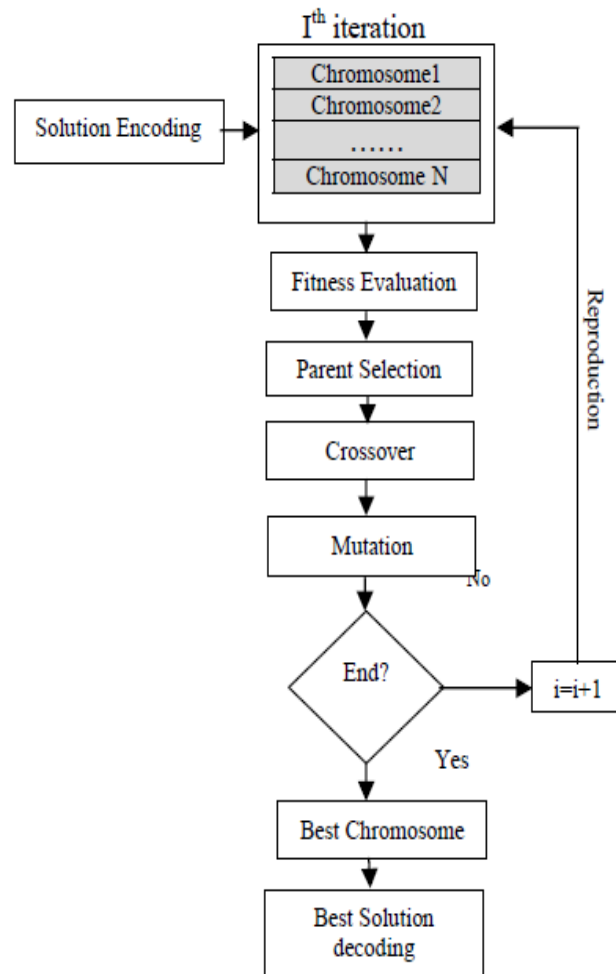 Ith iteration
Chromosome1
Chromosome2
……
Chromosome N
Solution Encoding
Fitness Evaluation
Parent Selection
Crossover
Mutation
No
End?
i=i+1
Reproduction
Yes
Best Chromosome
Best Solution
decoding